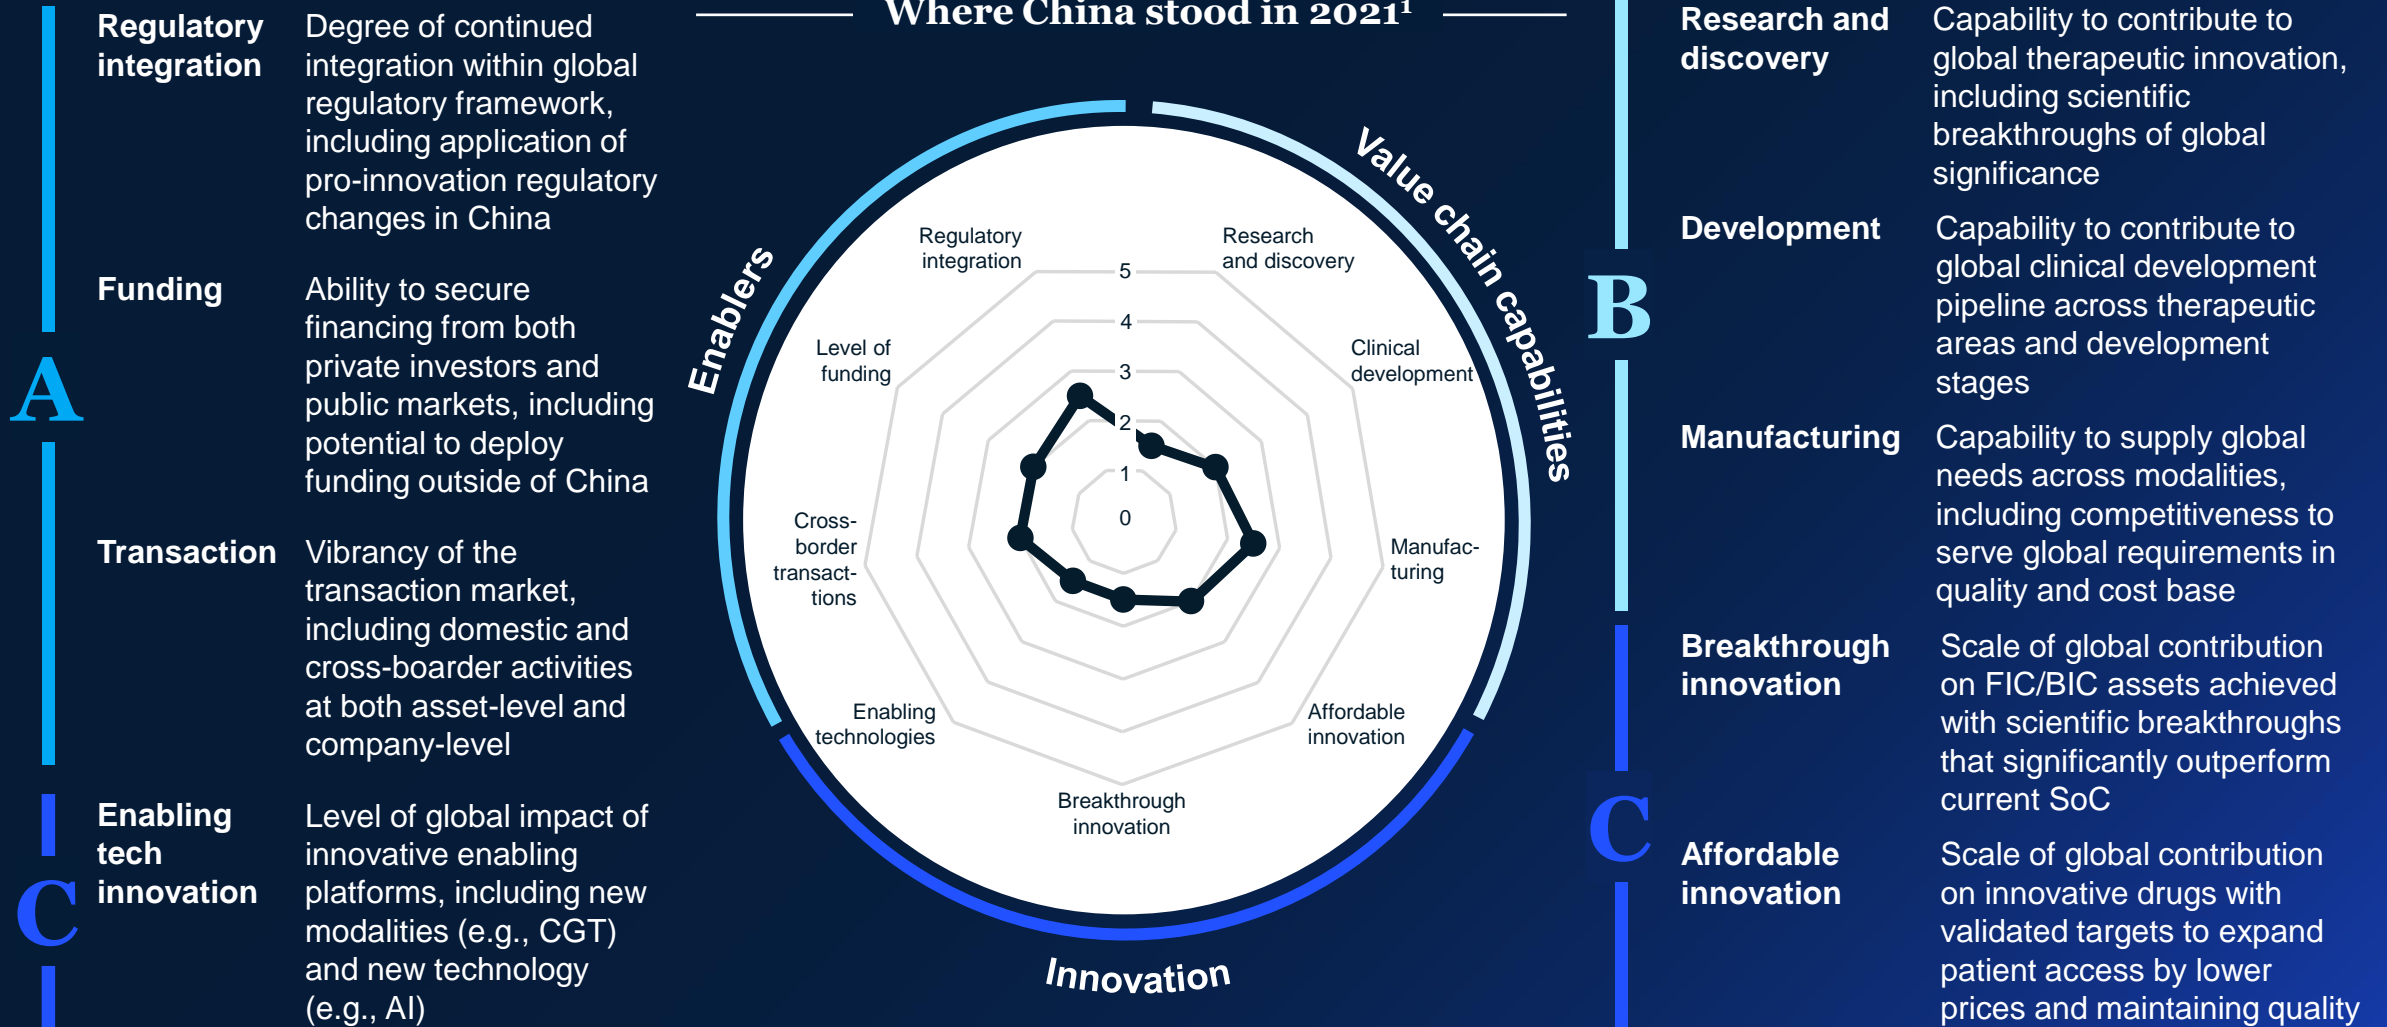 Where China stood in 2021¹
A
Regulatory
integration
Degree of continued
integration within global
regulatory framework,
including application of
pro-innovation regulatory
changes in China
Funding
Ability to secure
financing from both
private investors and
public markets, including
potential to deploy
funding outside of China
Transaction
Vibrancy of the
transaction market,
including domestic and
cross-boarder activities
at both asset-level and
company-level
C
Enabling
tech
innovation
Level of global impact of
innovative enabling
platforms, including new
modalities (e.g., CGT)
and new technology
(e.g., AI)
Enablers
Value chain capabilities
Innovation
Regulatory
integration
Research
and discovery
Level of
funding
Clinical
development
Cross-
border
transact-
tions
Manufac-
turing
Enabling
technologies
Affordable
innovation
Breakthrough
innovation
5
4
3
2
1
0
B
Research and
discovery
Capability to contribute to
global therapeutic innovation,
including scientific
breakthroughs of global
significance
Development
Capability to contribute to
global clinical development
pipeline across therapeutic
areas and development
stages
Manufacturing
Capability to supply global
needs across modalities,
including competitiveness to
serve global requirements in
quality and cost base
C
Breakthrough
innovation
Scale of global contribution
on FIC/BIC assets achieved
with scientific breakthroughs
that significantly outperform
current SoC
Affordable
innovation
Scale of global contribution
on innovative drugs with
validated targets to expand
patient access by lower
prices and maintaining quality